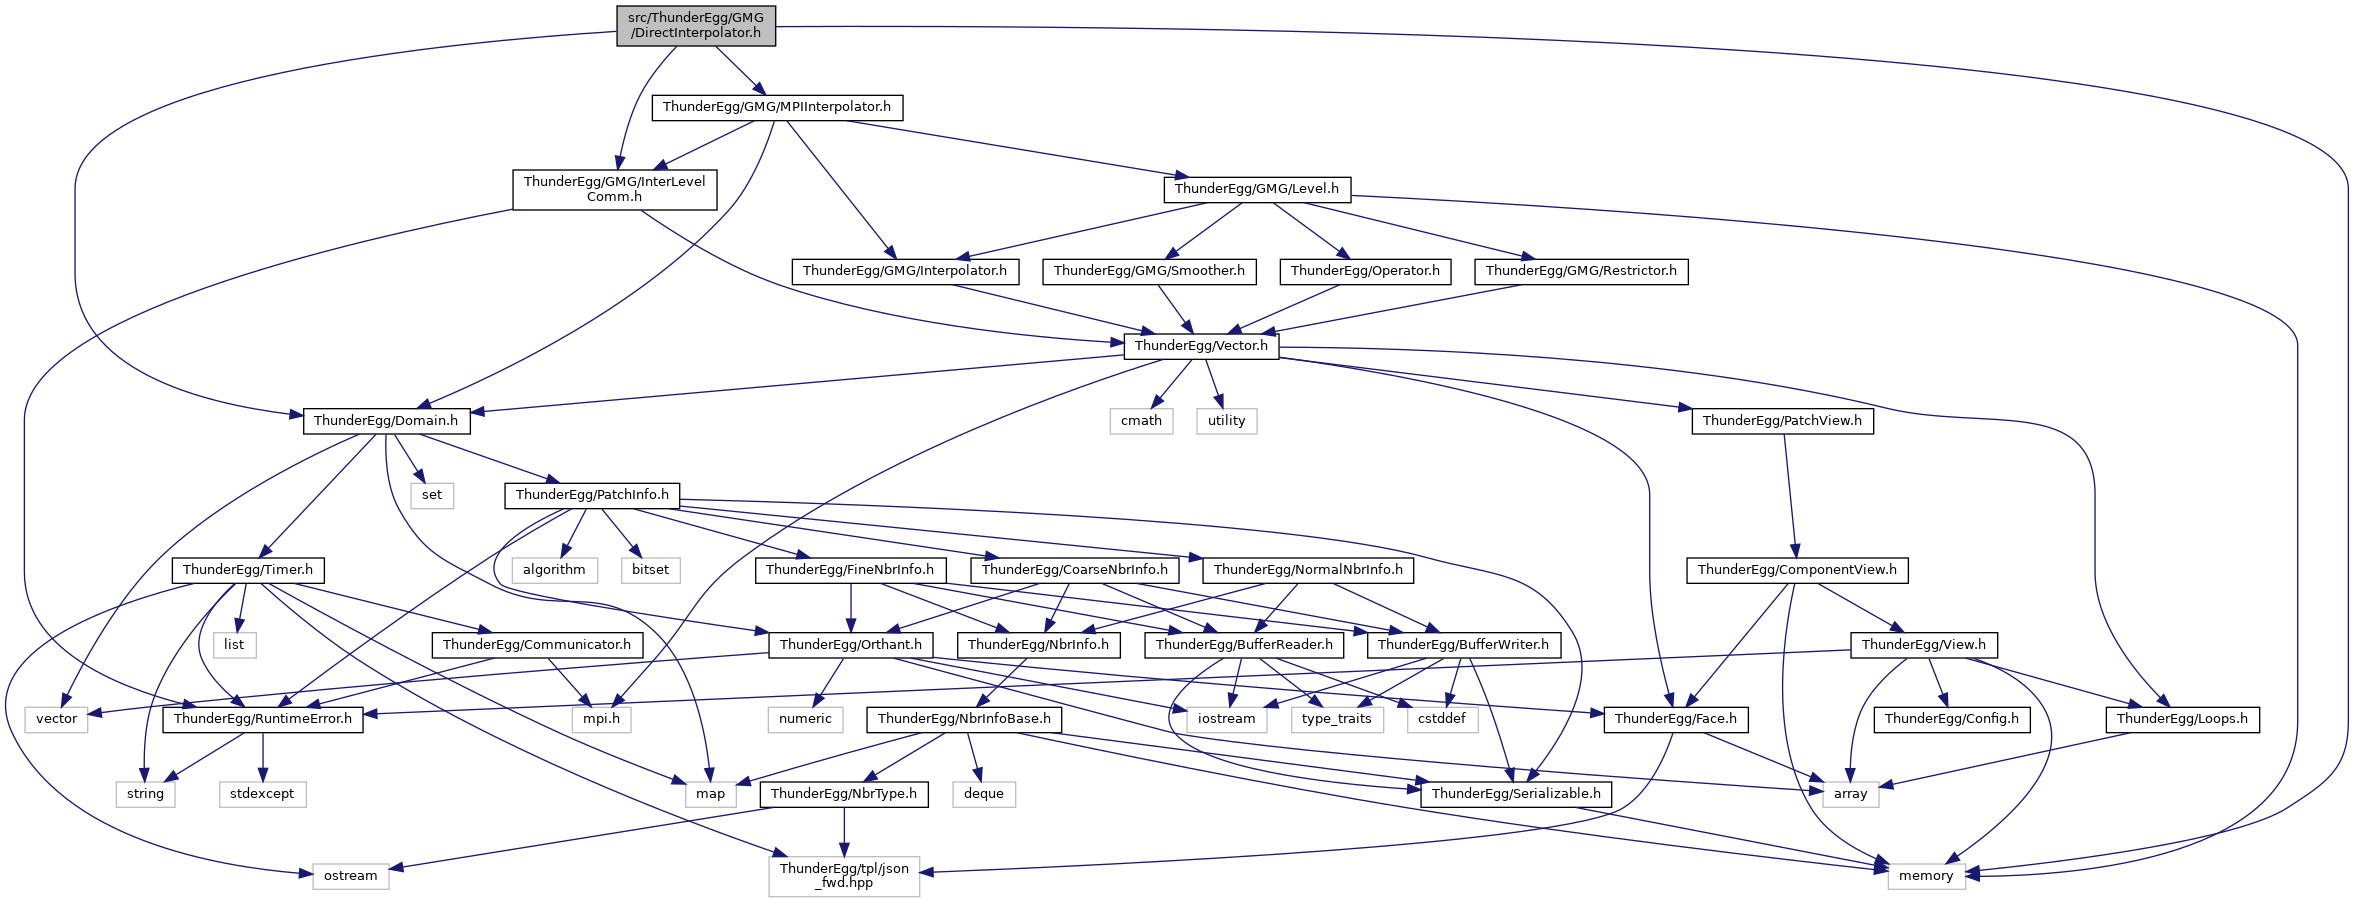 src/ThunderEgg/GMG
/DirectInterpolator.h
ThunderEgg/GMG/MPIInterpolator.h
ThunderEgg/GMG/InterLevel
Comm.h
ThunderEgg/GMG/Level.h
ThunderEgg/GMG/Interpolator.h
ThunderEgg/GMG/Smoother.h
ThunderEgg/Operator.h
ThunderEgg/GMG/Restrictor.h
ThunderEgg/Vector.h
ThunderEgg/Domain.h
cmath
utility
ThunderEgg/PatchView.h
set
ThunderEgg/PatchInfo.h
ThunderEgg/Timer.h
algorithm
bitset
ThunderEgg/FineNbrInfo.h
ThunderEgg/CoarseNbrInfo.h
ThunderEgg/NormalNbrInfo.h
ThunderEgg/ComponentView.h
list
ThunderEgg/Communicator.h
ThunderEgg/Orthant.h
ThunderEgg/NbrInfo.h
ThunderEgg/BufferReader.h
ThunderEgg/BufferWriter.h
ThunderEgg/View.h
vector
ThunderEgg/RuntimeError.h
mpi.h
numeric
ThunderEgg/NbrInfoBase.h
iostream
type_traits
cstddef
ThunderEgg/Face.h
ThunderEgg/Config.h
ThunderEgg/Loops.h
string
stdexcept
map
ThunderEgg/NbrType.h
deque
ThunderEgg/Serializable.h
array
ostream
ThunderEgg/tpl/json
_fwd.hpp
memory